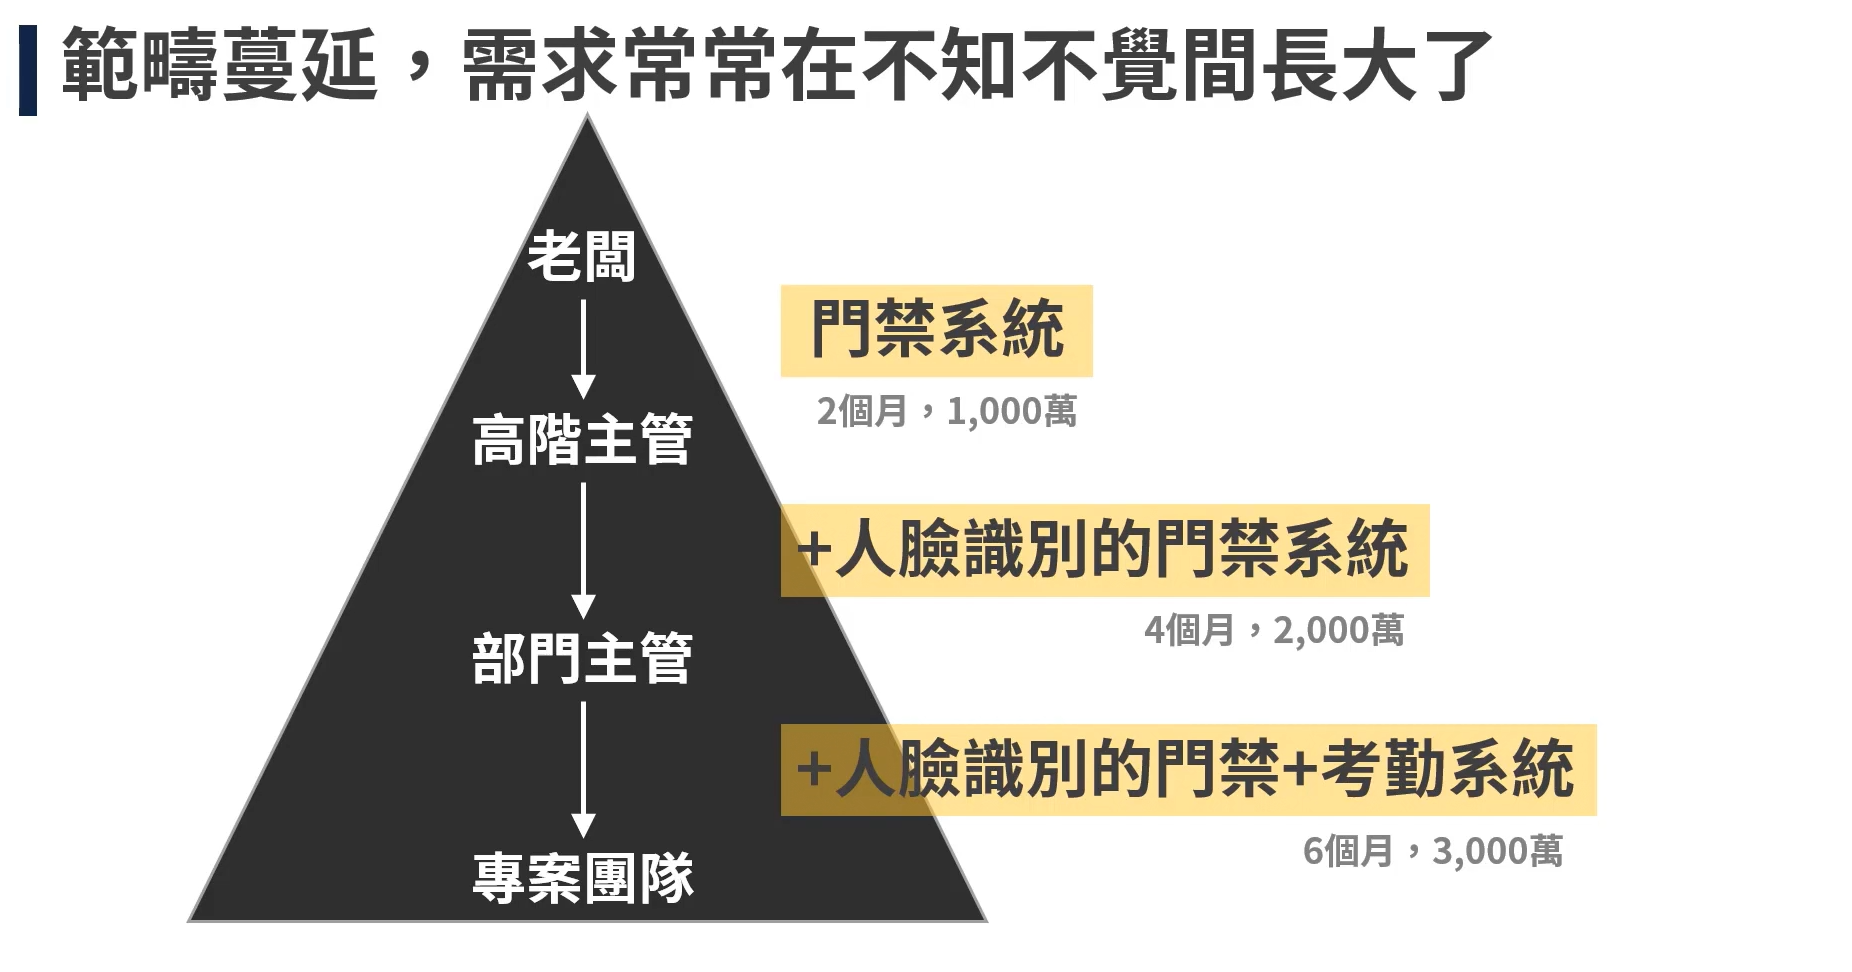 範疇蔓延，需求常常在不知不覺間長大了
老闆
門禁系統
2個月，1,000萬
高階主管
+人臉識別的門禁系統
4個月，2,000萬
部門主管
+人臉識別的門禁+考勤系統
6個月，3,000萬
專案團隊